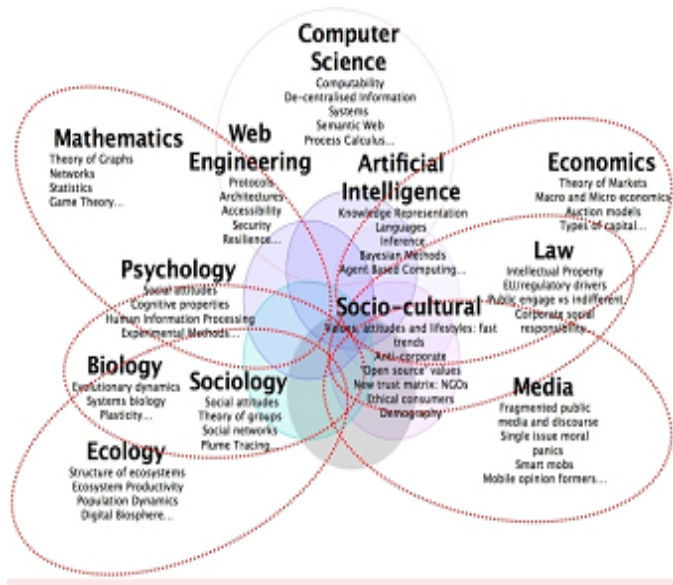 Computer
Science
Computability
De-centralised Information
Systems
Semantic Web
Process Calculus...
Mathematics
Theory of Graphs
Networks
Statistics
Game Theory...
Web
Engineering
Protocols
Architectures
Accessibility
Security
Resilience...
Artificial
Intelligence
Knowledge Representation
Languages
Inference
Bayesian Methods
Agent Based Computing...
Economics
Theory of Markets
Macro and Micro economics
Auction models
Types of capital...
Law
Intellectual Property
EU/regulatory drivers
Public engage vs indifferent
Corporate social
responsibility...
Psychology
Social attitudes
Cognitive properties
Human Information Processing
Experimental Methods...
Socio-cultural
Values, attitudes and lifestyles: fast
trends
Anti-corporate
'Open source' values
New trust matrix: NGOs
Ethical consumers
Demography
Biology
Evolutionary dynamics
Systems biology
Plasticity...
Sociology
Social attitudes
Theory of groups
Social networks
Plume Tracing
Media
Fragmented public
media and discourse
Single issue moral
panics
Smart mobs
Mobile opinion formers...
Ecology
Structure of ecosystems
Ecosystem Productivity
Population Dynamics
Digital Biosphere...